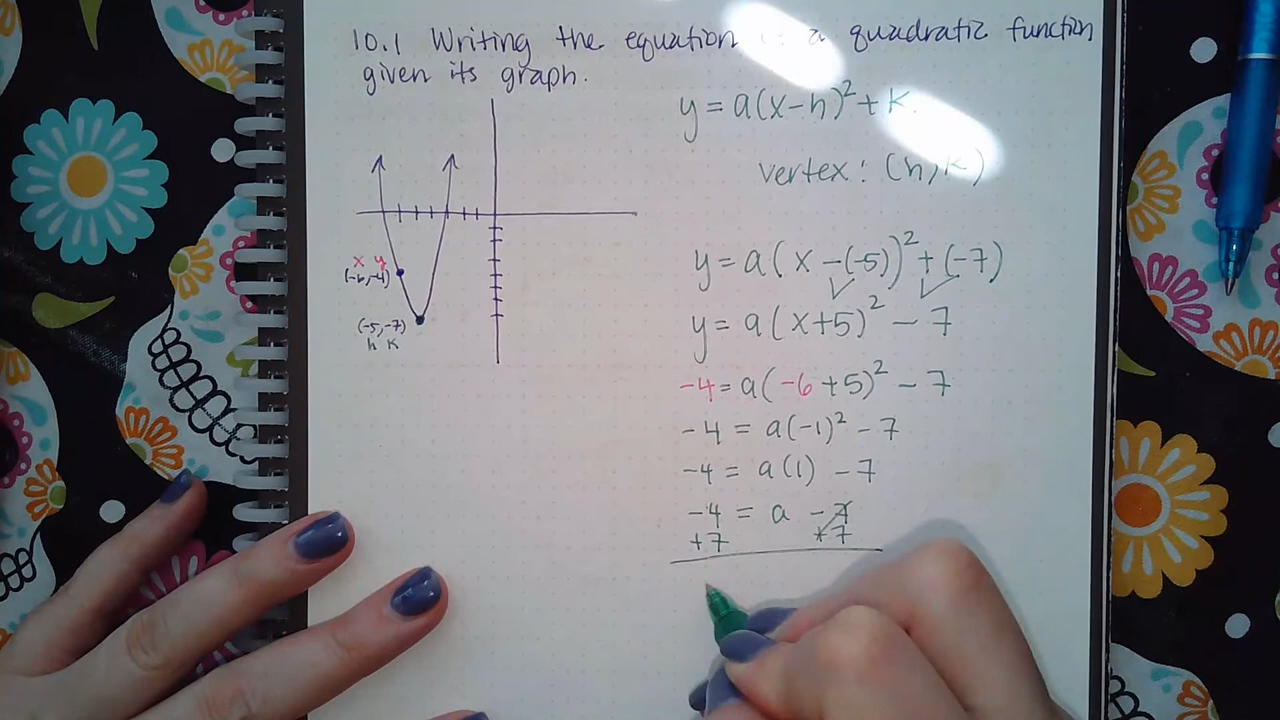 10.1 Writing the equation a quadratic function
given its graph.
y = a(x-h)² + k
vertex: (h, k)
x y
(-6,-4)
(-5,-7)
h k
y = a(x-(-5))² + (-7)
y = a(x+5)² - 7
-4 = a(-6+5)² - 7
-4 = a(-1)² - 7
-4 = a(1) - 7
-4 = a - 7
+7 +7